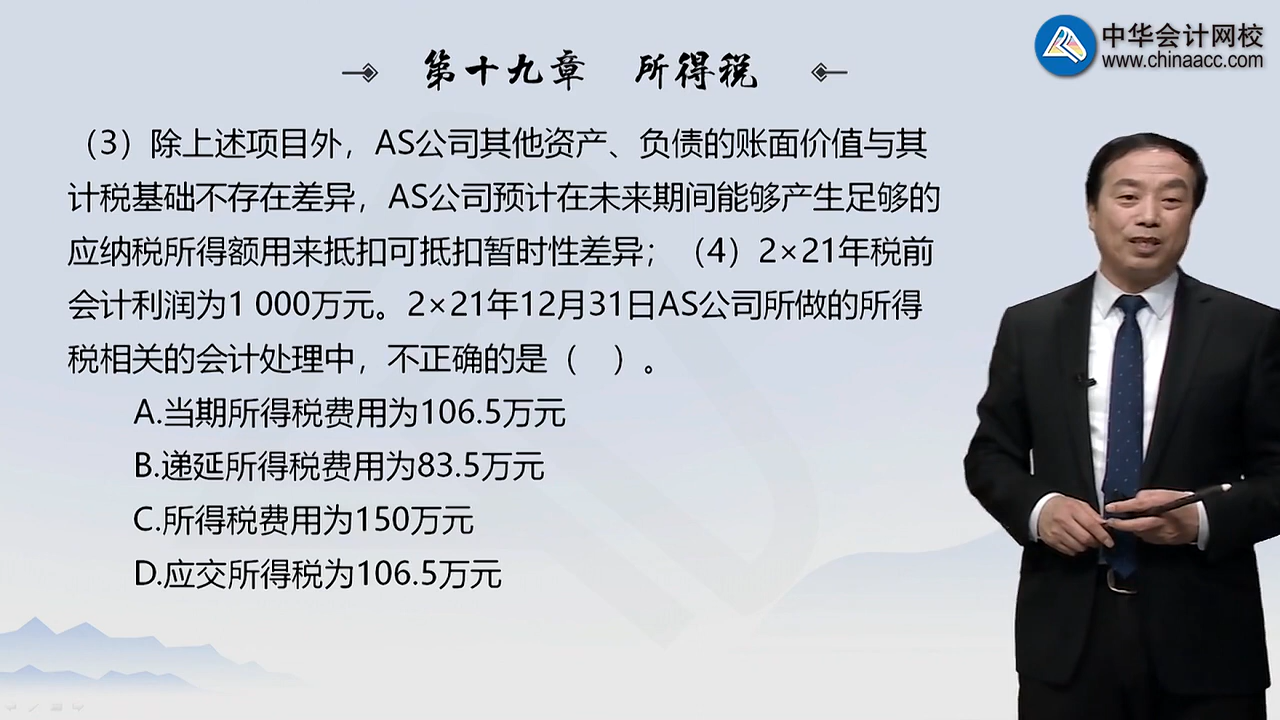 中华会计网校
www.chinaacc.com
第十九章 所得税
（3）除上述项目外，AS公司其他资产、负债的账面价值与其
计税基础不存在差异，AS公司预计在未来期间能够产生足够的
应纳税所得额用来抵扣可抵扣暂时性差异；（4）2×21年税前
会计利润为1 000万元。2×21年12月31日AS公司所做的所得
税相关的会计处理中，不正确的是（ ）。
A.当期所得税费用为106.5万元
B.递延所得税费用为83.5万元
C.所得税费用为150万元
D.应交所得税为106.5万元